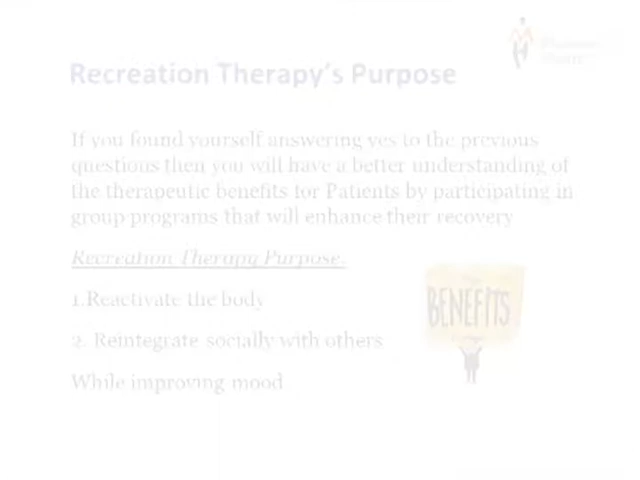 Recreation Therapy's Purpose
If you found yourself answering yes to the previous
questions then you will have a better understanding of
the therapeutic benefits for Patients by participating in
group programs that will enhance their recovery
Recreation Therapy Purpose.
1.Reactivate the body
BENEFITS
2. Reintegrate socially with others
While improving mood